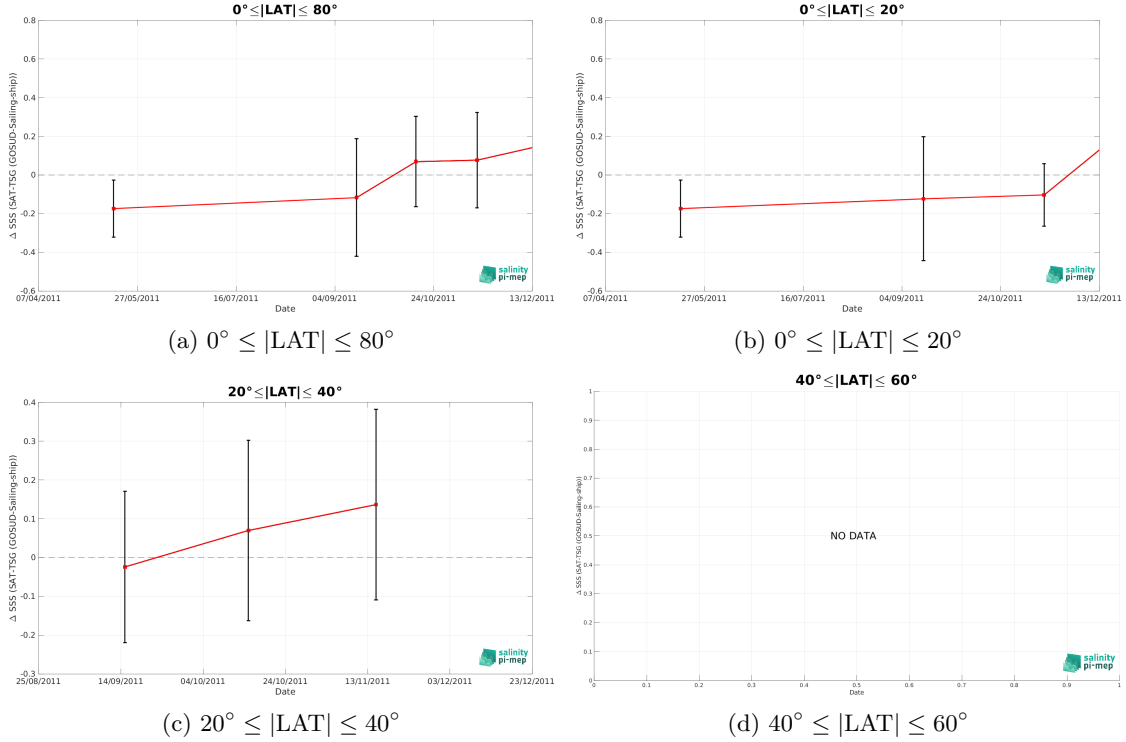 0°≤|LAT|≤ 80°
Δ SSS (SAT-TSG (GOSUD-Sailing-ship))
0.8
0.6
0.4
0.2
0
-0.2
-0.4
-0.6
07/04/2011 27/05/2011 16/07/2011 04/09/2011 24/10/2011 13/12/2011
Date
salinity
pi-mep
(a) 0° ≤ |LAT| ≤ 80°
0°≤|LAT|≤ 20°
Δ SSS (SAT-TSG (GOSUD-Sailing-ship))
0.8
0.6
0.4
0.2
0
-0.2
-0.4
-0.6
07/04/2011 27/05/2011 16/07/2011 04/09/2011 24/10/2011 13/12/2011
Date
salinity
pi-mep
(b) 0° ≤ |LAT| ≤ 20°
20°≤|LAT|≤ 40°
Δ SSS (SAT-TSG (GOSUD-Sailing-ship))
0.4
0.3
0.2
0.1
0
-0.1
-0.2
-0.3
25/08/2011 14/09/2011 04/10/2011 24/10/2011 13/11/2011 03/12/2011 23/12/2011
Date
salinity
pi-mep
(c) 20° ≤ |LAT| ≤ 40°
40°≤|LAT|≤ 60°
Δ SSS (SAT-TSG (GOSUD-Sailing-ship))
1
0.9
0.8
0.7
0.6
0.5
0.4
0.3
0.2
0.1
0
NO DATA
0 0.1 0.2 0.3 0.4 0.5 0.6 0.7 0.8 0.9 1
Date
salinity
pi-mep
(d) 40° ≤ |LAT| ≤ 60°